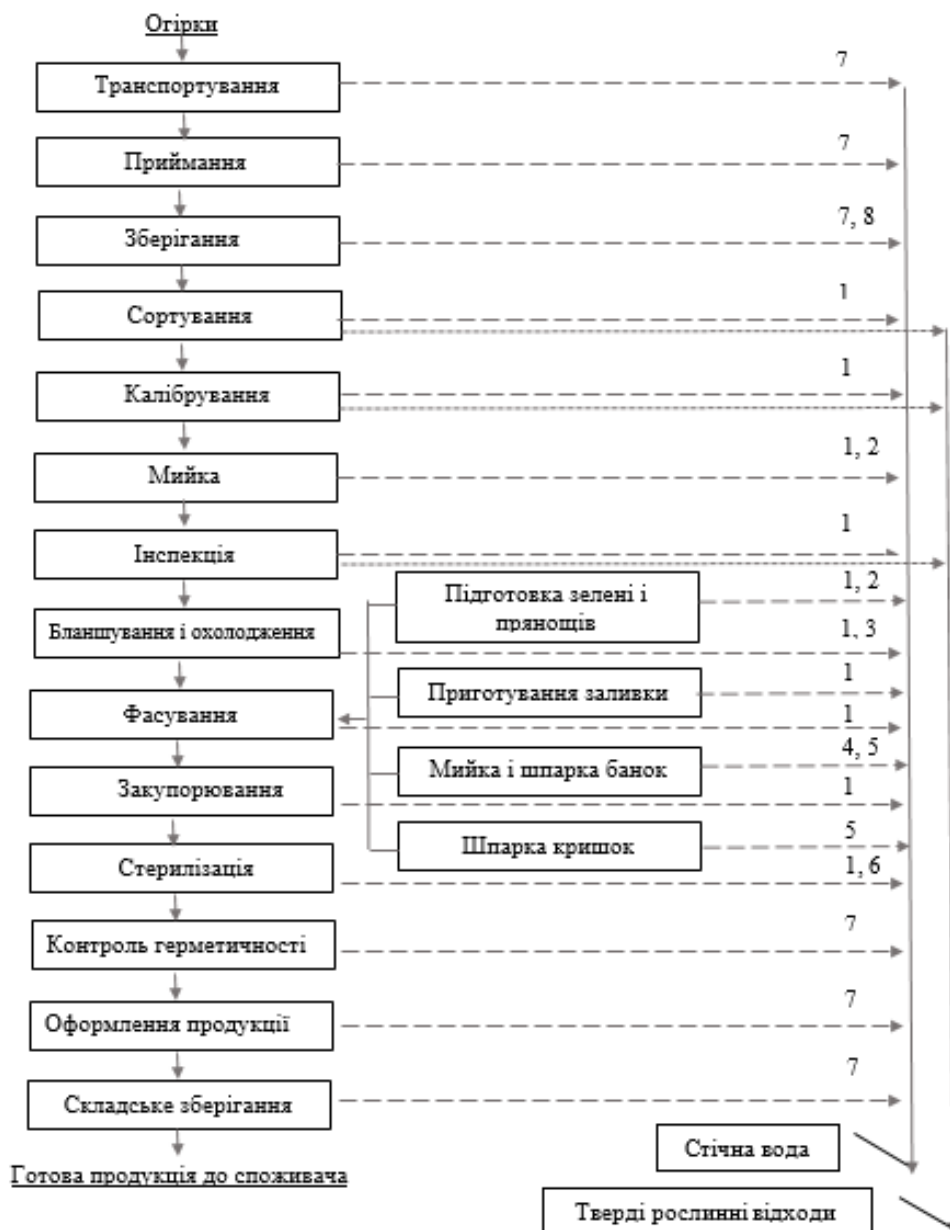 Огірки
7
Транспортування
7
Приймання
7, 8
Зберігання
1
Сортування
1
Калібрування
1, 2
Мийка
1
Інспекція
1, 2
Підготовка зелені і
прянощів
Бланшування і охолодження
1, 3
1
Приготування заливки
Фасування
1
4, 5
Мийка і шпарка банок
Закупорювання
1
5
Шпарка кришок
Стерилізація
1, 6
7
Контроль герметичності
7
Оформлення продукції
7
Складське зберігання
Стічна вода
Готова продукція до споживача
Тверді рослинні відходи